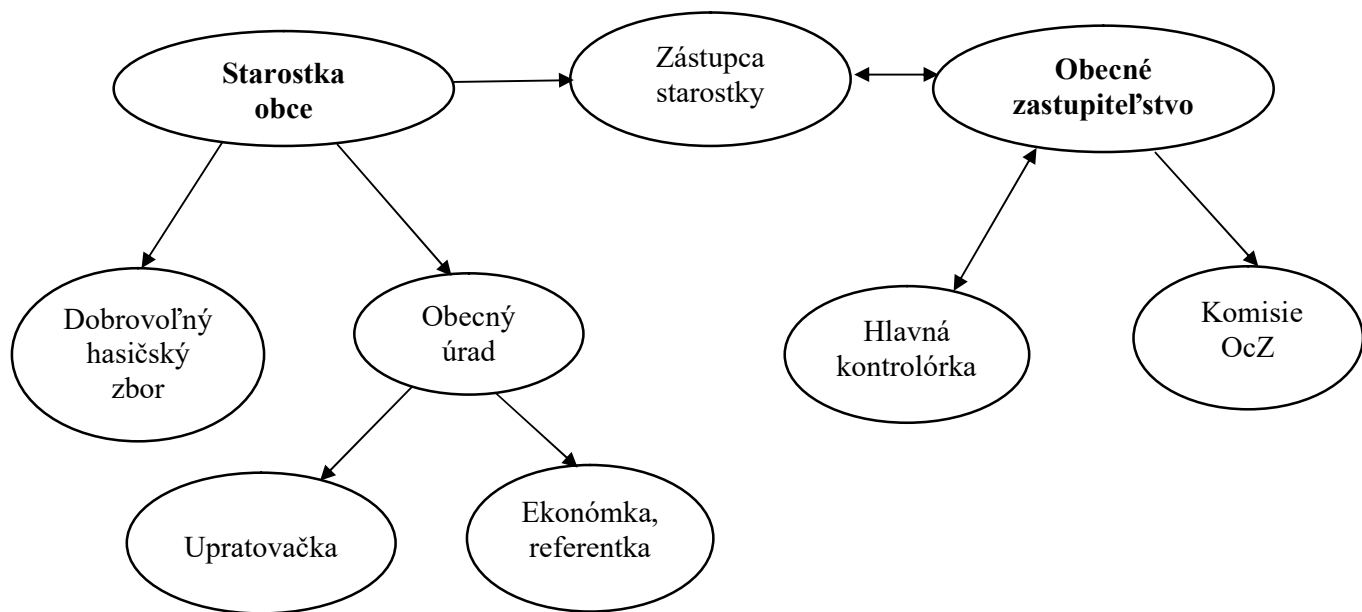 Starostka
obce
Zástupca
starostky
Obecné
zastupiteľstvo
Dobrovoľný
hasičský
zbor
Obecný
úrad
Hlavná
kontrolórka
Komisie
OcZ
Upratovačka
Ekonómka,
referentka